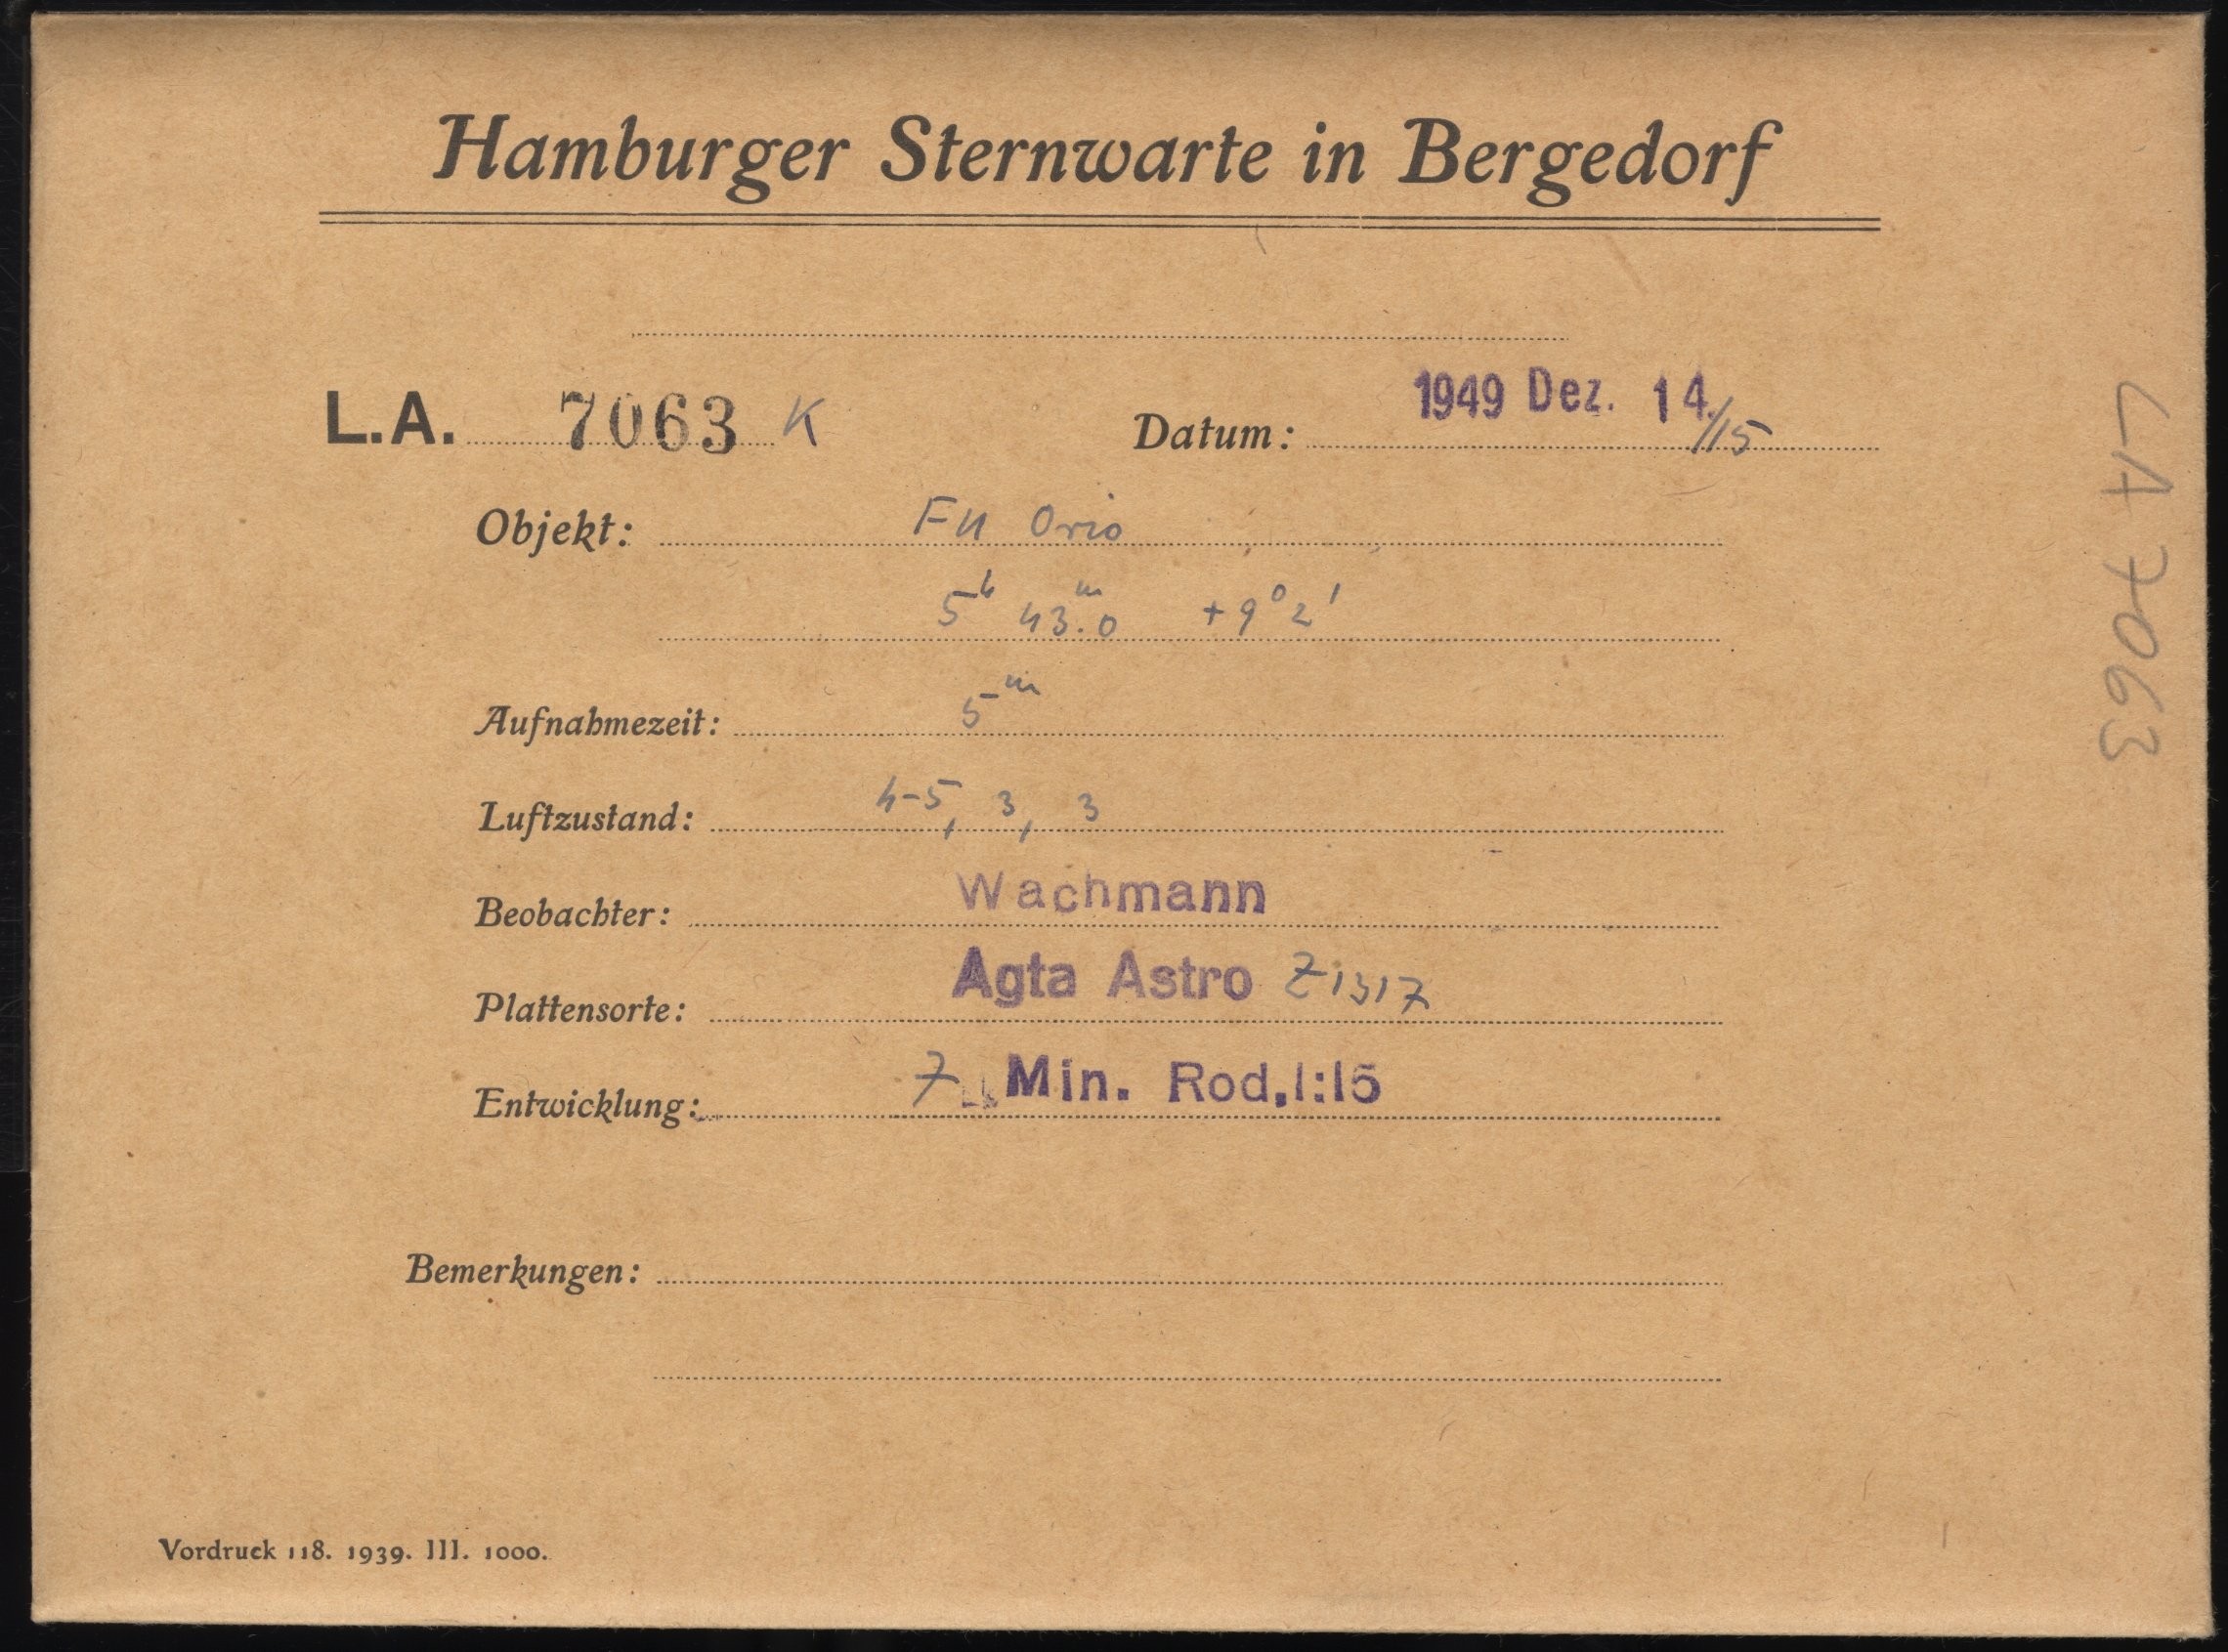 Hamburger Sternwarte in Bergedorf
L.A. 7063 K
Datum: 1949 Dez. 14./15
Objekt: FU Orio
5h 43m.0 +9° 2'
Aufnahmezeit: 5m
Luftzustand: 4-5, 3, 3
Beobachter: Wachmann
Plattensorte: Agfa Astro Z1317
Entwicklung: 7 Min. Rod. 1:15
Bemerkungen:
Vordruck 118. 1939. III. 1000.
LA 7063